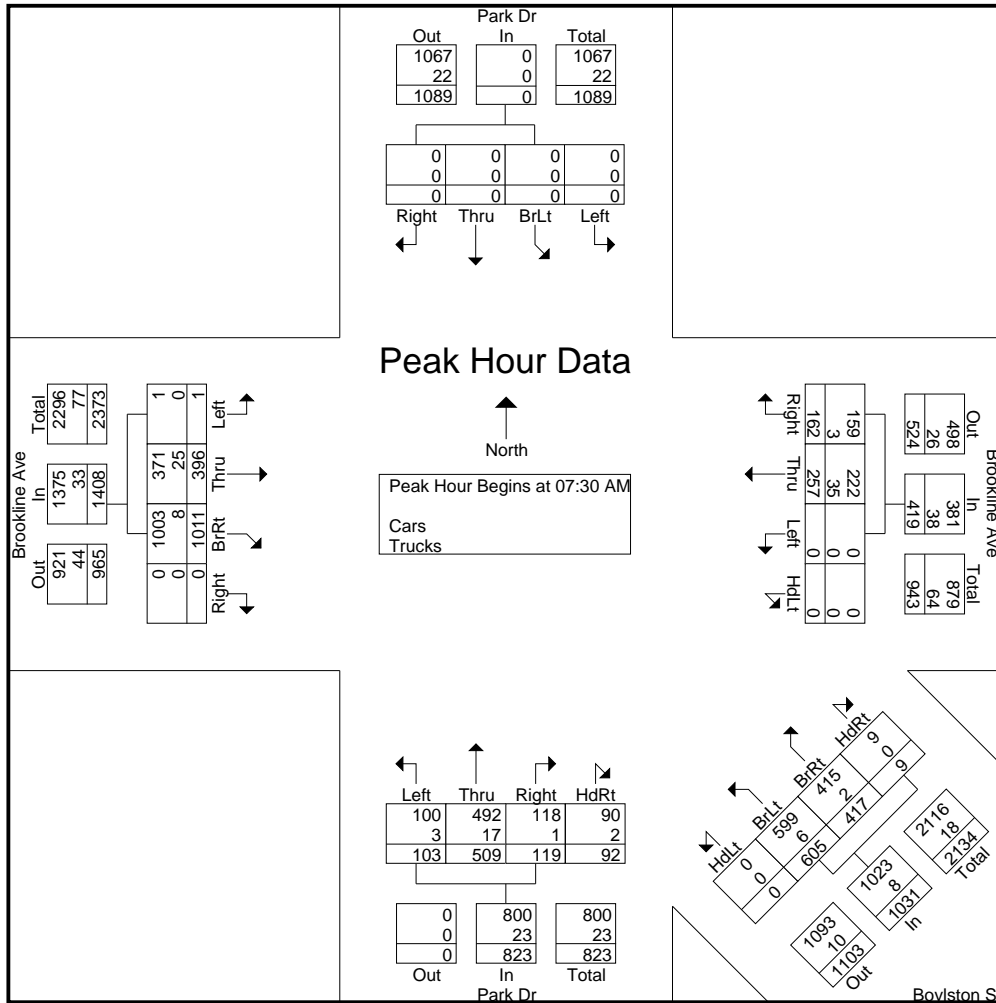 Park Dr
Out In Total
1067 0 1067
22 0 22
1089 0 1089
0 0 0 0
0 0 0 0
0 0 0 0
Right Thru BrLt Left
Peak Hour Data
North
Peak Hour Begins at 07:30 AM
Cars
Trucks
Brookline Ave
Total In Out
2296 1375 921
77 33 44
2373 1408 965
1 371 1003 0
0 25 8 0
1 396 1011 0
Left Thru BrRt Right
Brookline Ave
Out In Total
498 381 879
26 38 64
524 419 943
159 222 0 0
3 35 0 0
162 257 0 0
Right Thru Left HdLt
HdLt BrLt BrRt HdRt
0 599 415 9
0 6 2 0
0 605 417 9
1093 1023 2116
10 8 18
1103 1031 2134
Out In Total
Boylston S
Left Thru Right HdRt
100 492 118 90
3 17 1 2
103 509 119 92
0 800 800
0 23 23
0 823 823
Out In Total
Park Dr